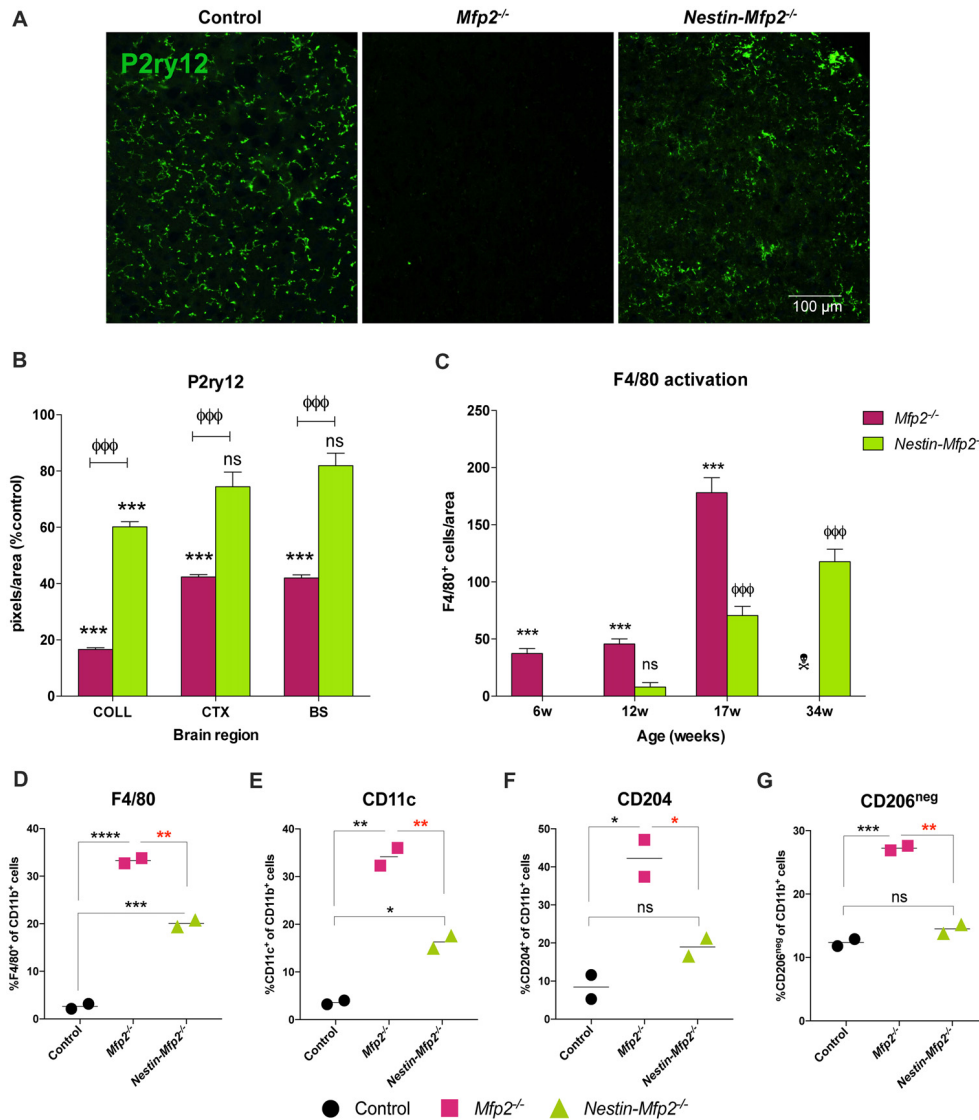 A
Control
Mfp2-/-
Nestin-Mfp2-/-
P2ry12
100 µm
B
P2ry12
pixels/area (%control)
100
80
60
40
20
0
ϕϕϕ
ϕϕϕ
ϕϕϕ
***
***
***
ns
***
ns
COLL
CTX
BS
Brain region
C
F4/80 activation
F4/80+ cells/area
250
200
150
100
50
0
***
***
ns
***
ϕϕϕ
☠
ϕϕϕ
6w
12w
17w
34w
Age (weeks)
Mfp2-/-
Nestin-Mfp2-
D
F4/80
%F4/80+ of CD11b+ cells
40
30
20
10
0
****
**
***
Control
Mfp2-/-
Nestin-Mfp2-/-
E
CD11c
%CD11c+ of CD11b+ cells
40
30
20
10
0
**
**
*
Control
Mfp2-/-
Nestin-Mfp2-/-
F
CD204
%CD204+ of CD11b+ cells
50
40
30
20
10
0
*
*
ns
Control
Mfp2-/-
Nestin-Mfp2-/-
G
CD206neg
%CD206neg of CD11b+ cells
30
20
10
0
***
**
ns
Control
Mfp2-/-
Nestin-Mfp2-/-
Control
Mfp2-/-
Nestin-Mfp2-/-